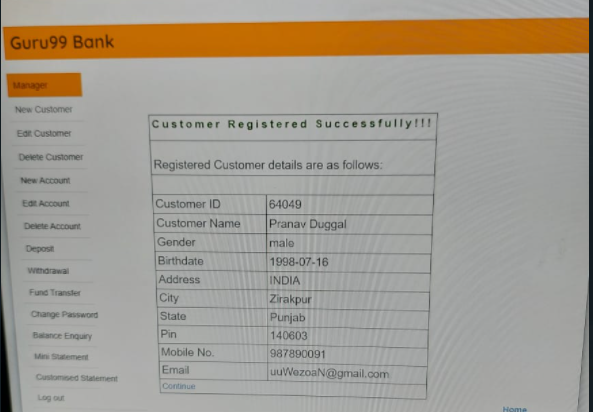 Guru99 Bank
Manager
New Customer
Edit Customer
Delete Customer
New Account
Edit Account
Delete Account
Deposit
Withdrawal
Fund Transfer
Change Password
Balance Enquiry
Mini Statement
Customised Statement
Log out
Customer Registered Successfully!!!
Registered Customer details are as follows:
Customer ID 64049
Customer Name Pranav Duggal
Gender male
Birthdate 1998-07-16
Address INDIA
City Zirakpur
State Punjab
Pin 140603
Mobile No. 987890091
Email uuWezoaN@gmail.com
Continue
Home